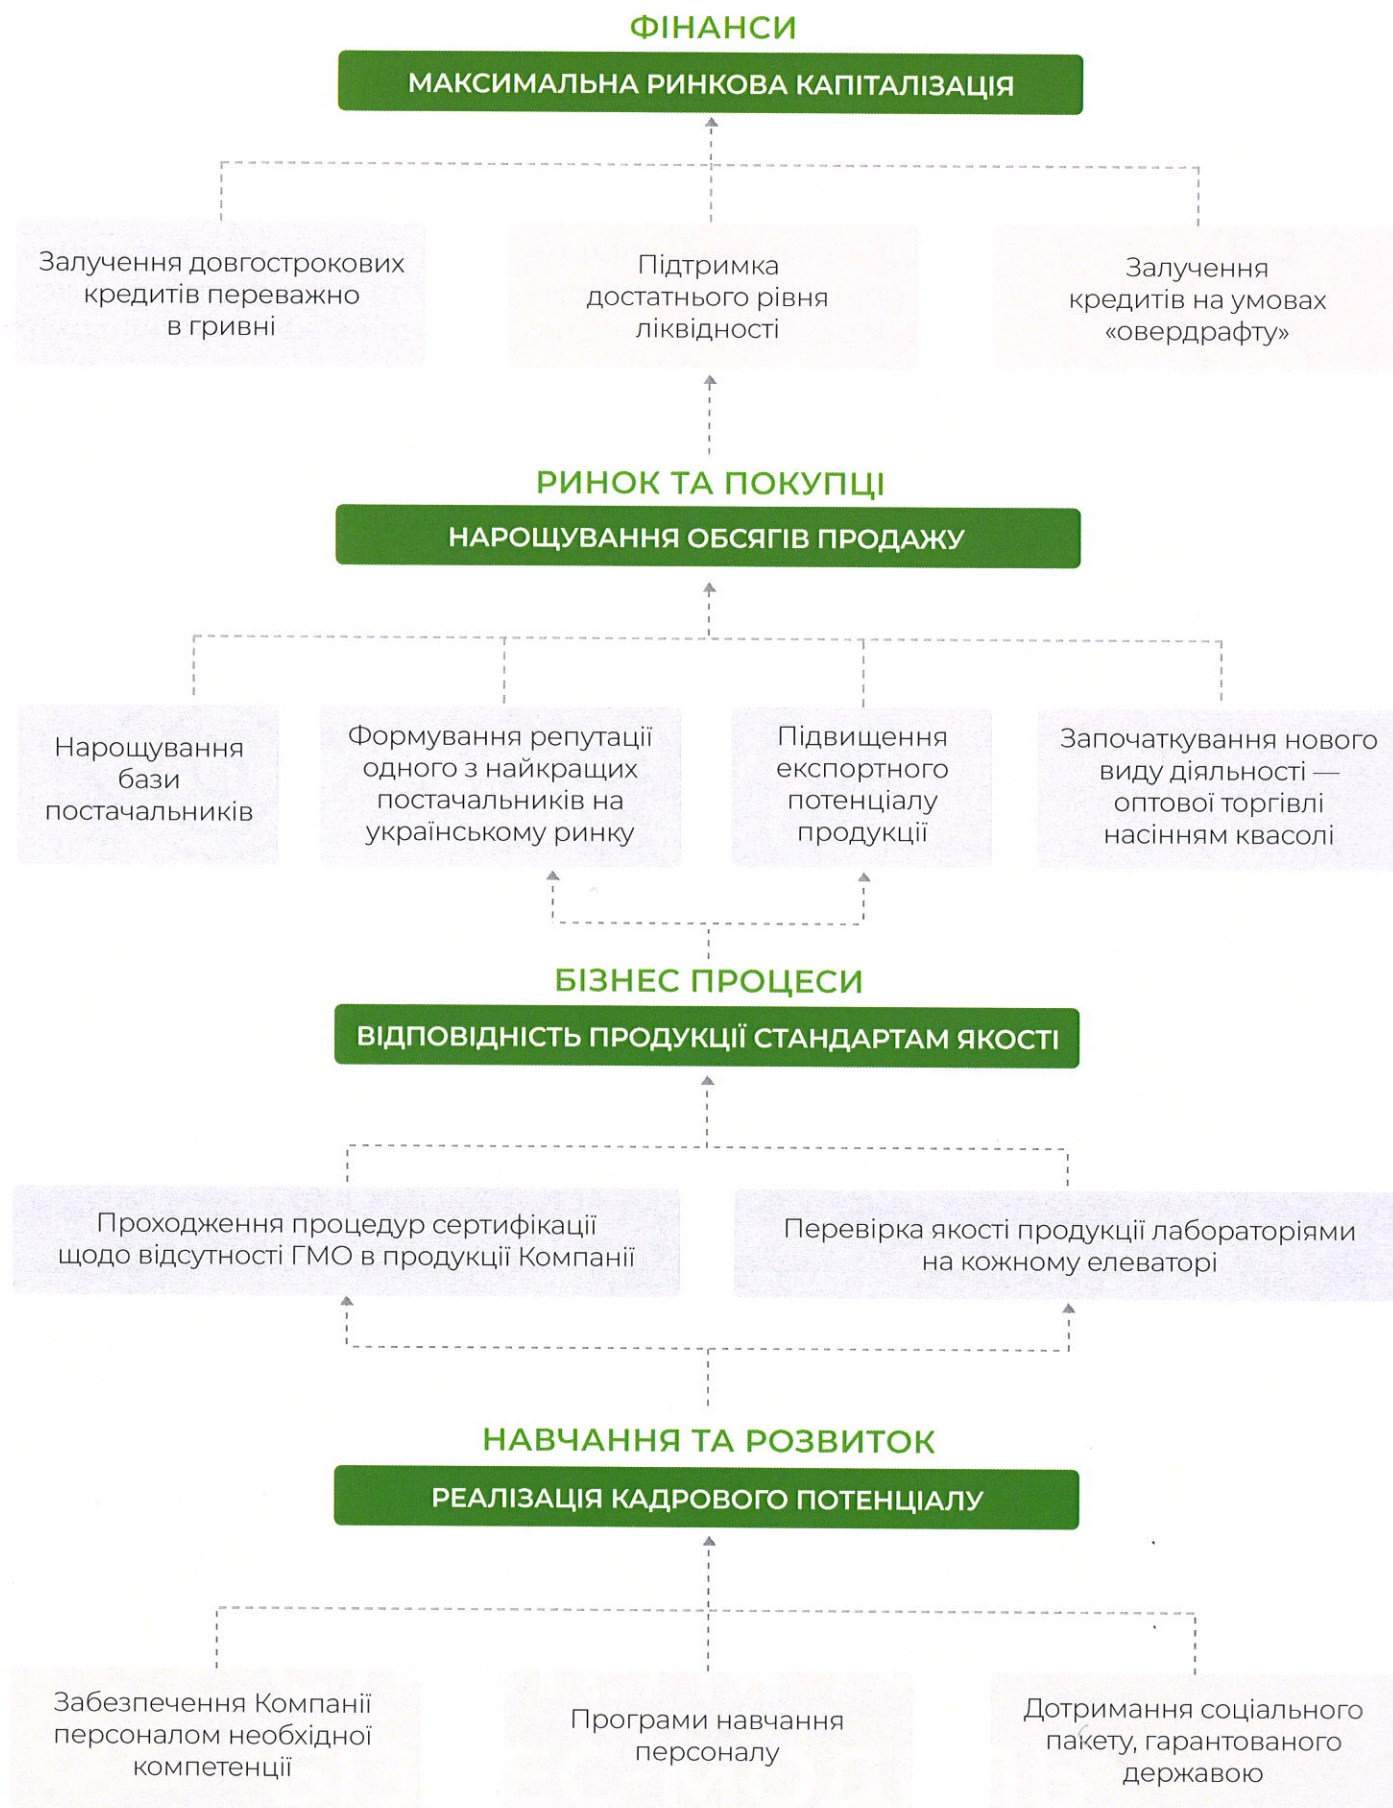 ФІНАНСИ
МАКСИМАЛЬНА РИНКОВА КАПІТАЛІЗАЦІЯ
Залучення довгострокових
кредитів переважно
в гривні
Підтримка
достатнього рівня
ліквідності
Залучення
кредитів на умовах
«овердрафту»
РИНОК ТА ПОКУПЦІ
НАРОЩУВАННЯ ОБСЯГІВ ПРОДАЖУ
Нарощування
бази
постачальників
Формування репутації
одного з найкращих
постачальників на
українському ринку
Підвищення
експортного
потенціалу
продукції
Започаткування нового
виду діяльності —
оптової торгівлі
насінням квасолі
БІЗНЕС ПРОЦЕСИ
ВІДПОВІДНІСТЬ ПРОДУКЦІЇ СТАНДАРТАМ ЯКОСТІ
Проходження процедур сертифікації
щодо відсутності ГМО в продукції Компанії
Перевірка якості продукції лабораторіями
на кожному елеваторі
НАВЧАННЯ ТА РОЗВИТОК
РЕАЛІЗАЦІЯ КАДРОВОГО ПОТЕНЦІАЛУ
Забезпечення Компанії
персоналом необхідної
компетенції
Програми навчання
персоналу
Дотримання соціального
пакету, гарантованого
державою